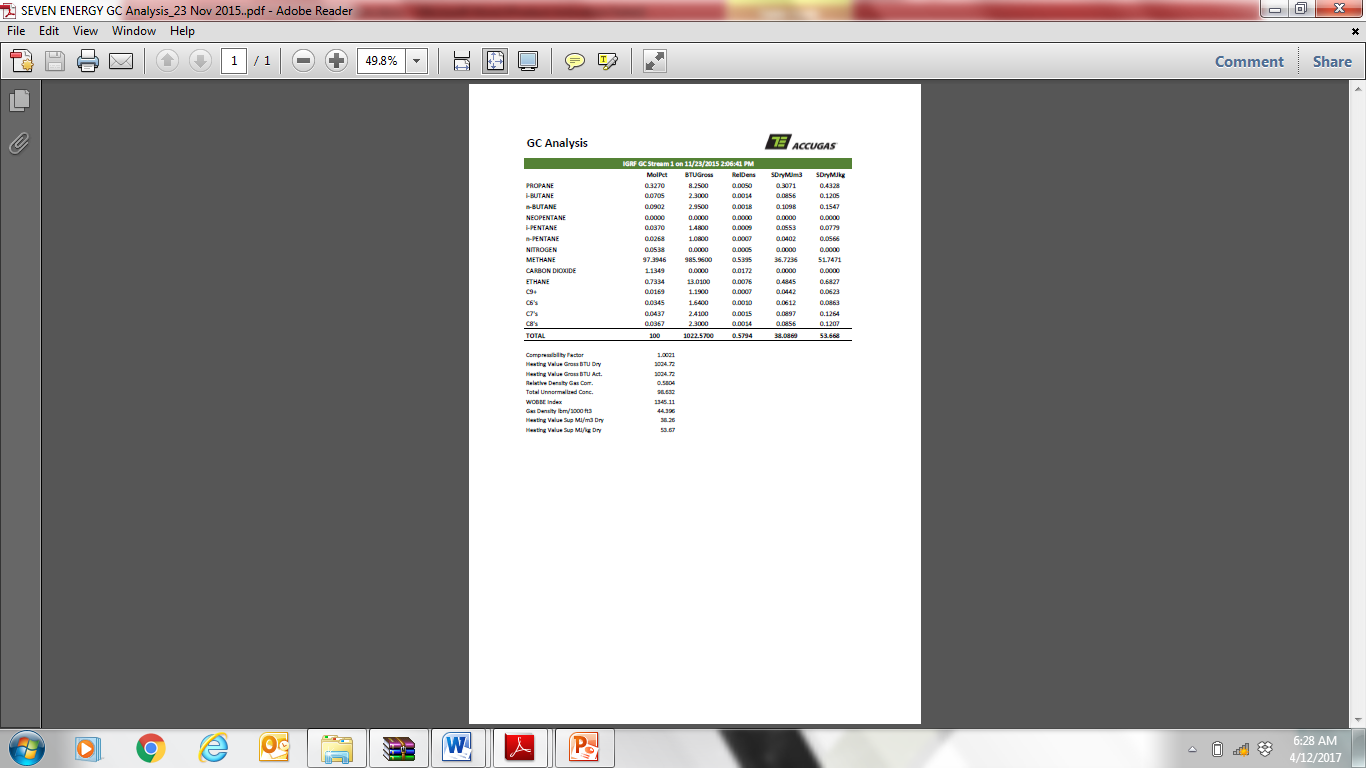 SEVEN ENERGY GC Analysis_23 Nov 2015..pdf - Adobe Reader
File Edit View Window Help
1 / 1 49.8% Comment Share
GC Analysis
7E ACCUGAS
IGRF GC Stream 1 on 11/23/2015 2:06:41 PM
MolPct BTUGross RelDens SDryMJm3 SDryMJkg
PROPANE 0.3270 8.2500 0.0050 0.3071 0.4328
i-BUTANE 0.0705 2.3000 0.0014 0.0856 0.1205
n-BUTANE 0.0902 2.9500 0.0018 0.1098 0.1547
NEOPENTANE 0.0000 0.0000 0.0000 0.0000 0.0000
i-PENTANE 0.0370 1.4800 0.0009 0.0553 0.0779
n-PENTANE 0.0268 1.0800 0.0007 0.0402 0.0566
NITROGEN 0.0538 0.0000 0.0005 0.0000 0.0000
METHANE 97.3946 985.9600 0.5395 36.7236 51.7471
CARBON DIOXIDE 1.1349 0.0000 0.0172 0.0000 0.0000
ETHANE 0.7334 13.0100 0.0076 0.4845 0.6827
C9+ 0.0169 1.1900 0.0007 0.0442 0.0623
C6's 0.0345 1.6400 0.0010 0.0612 0.0863
C7's 0.0437 2.4100 0.0015 0.0897 0.1264
C8's 0.0367 2.3000 0.0014 0.0856 0.1207
TOTAL 100 1022.5700 0.5794 38.0869 53.668
Compressibility Factor 1.0021
Heating Value Gross BTU Dry 1024.72
Heating Value Gross BTU Act. 1024.72
Relative Density Gas Corr. 0.5804
Total Unnormalized Conc. 98.632
WOBBE Index 1345.11
Gas Density lbm/1000 ft3 44.396
Heating Value Sup MJ/m3 Dry 38.26
Heating Value Sup MJ/kg Dry 53.67
6:28 AM
4/12/2017